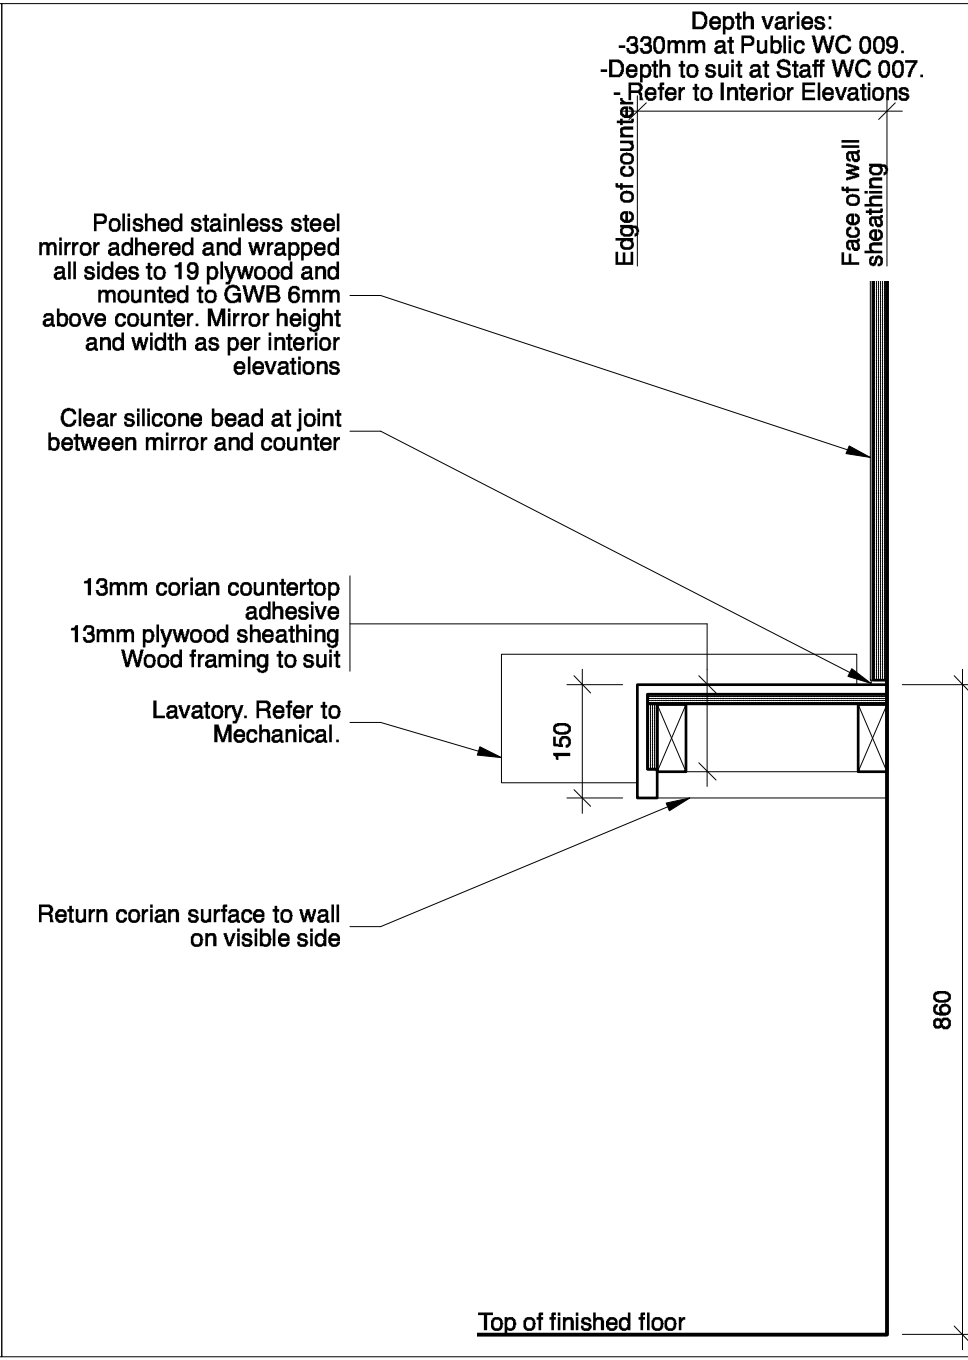 Depth varies:
-330mm at Public WC 009.
-Depth to suit at Staff WC 007.
- Refer to Interior Elevations
Edge of counter
Face of wall
sheathing
Polished stainless steel
mirror adhered and wrapped
all sides to 19 plywood and
mounted to GWB 6mm
above counter. Mirror height
and width as per interior
elevations
Clear silicone bead at joint
between mirror and counter
13mm corian countertop
adhesive
13mm plywood sheathing
Wood framing to suit
Lavatory. Refer to
Mechanical.
150
Return corian surface to wall
on visible side
860
Top of finished floor